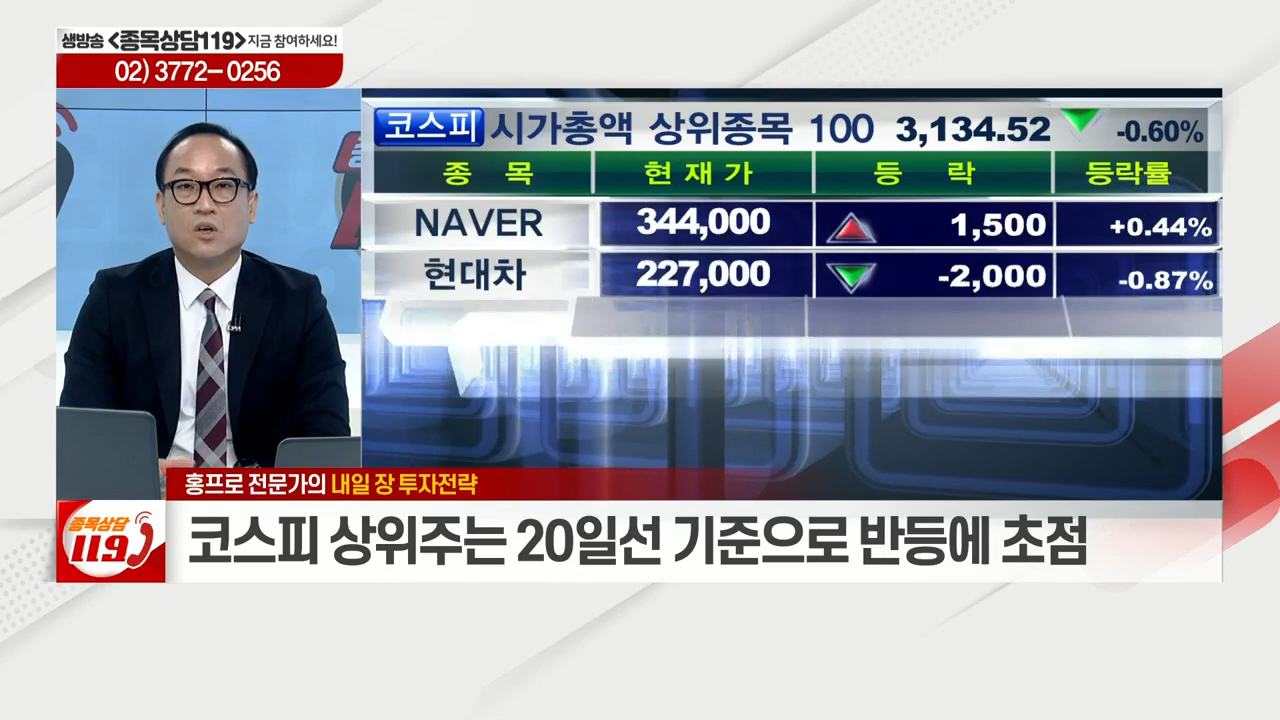 생방송 <종목상담119> 지금 참여하세요!
02) 3772-0256
코스피 시가총액 상위종목 100 3,134.52 -0.60%
종 목 현 재 가 등 락 등락률
NAVER 344,000 1,500 +0.44%
현대차 227,000 -2,000 -0.87%
홍프로 전문가의 내일 장 투자전략
종목상담
119
코스피 상위주는 20일선 기준으로 반등에 초점